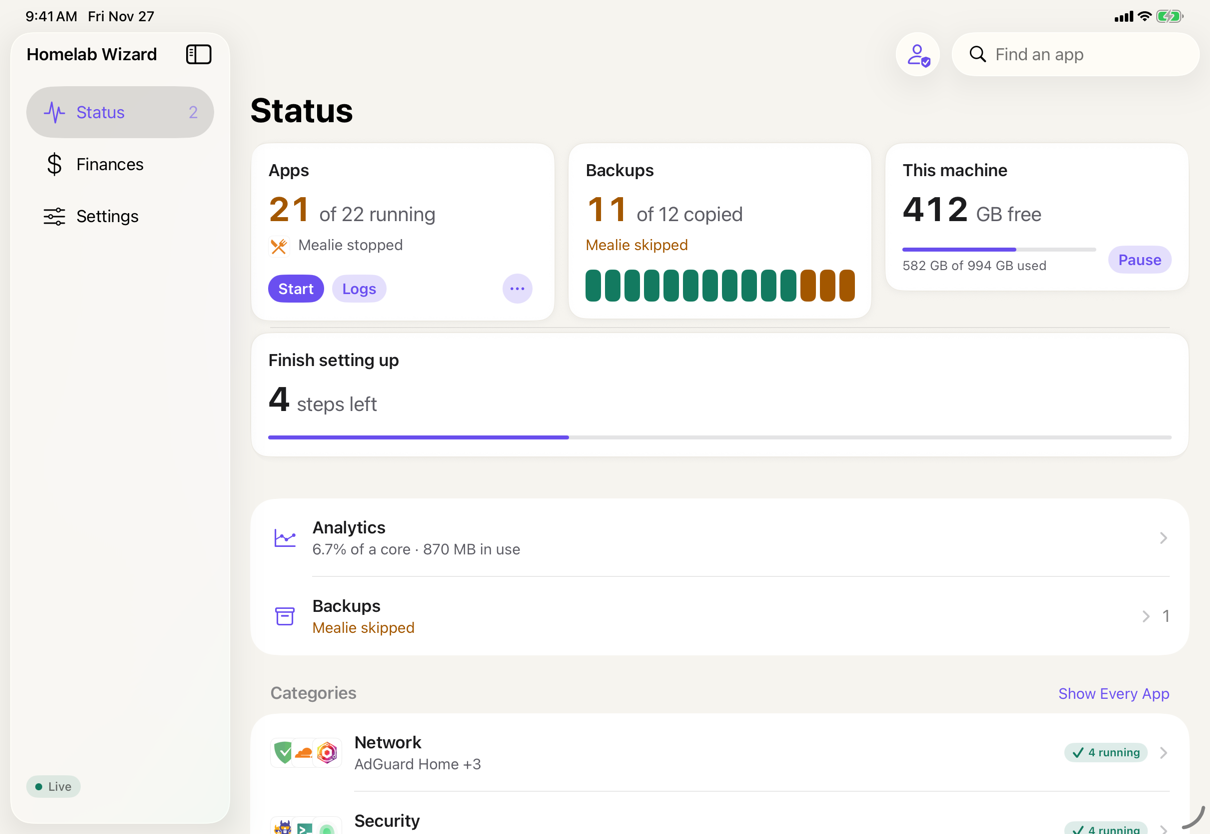 9:41 AM Fri Nov 27
Homelab Wizard
Find an app
Status 2
Finances
Settings
Live
Status
Apps
21 of 22 running
Mealie stopped
Start Logs
Backups
11 of 12 copied
Mealie skipped
This machine
412 GB free
582 GB of 994 GB used
Pause
Finish setting up
4 steps left
Analytics
6.7% of a core · 870 MB in use
Backups
Mealie skipped
1
Categories
Show Every App
Network
AdGuard Home +3
4 running
Security
4 running